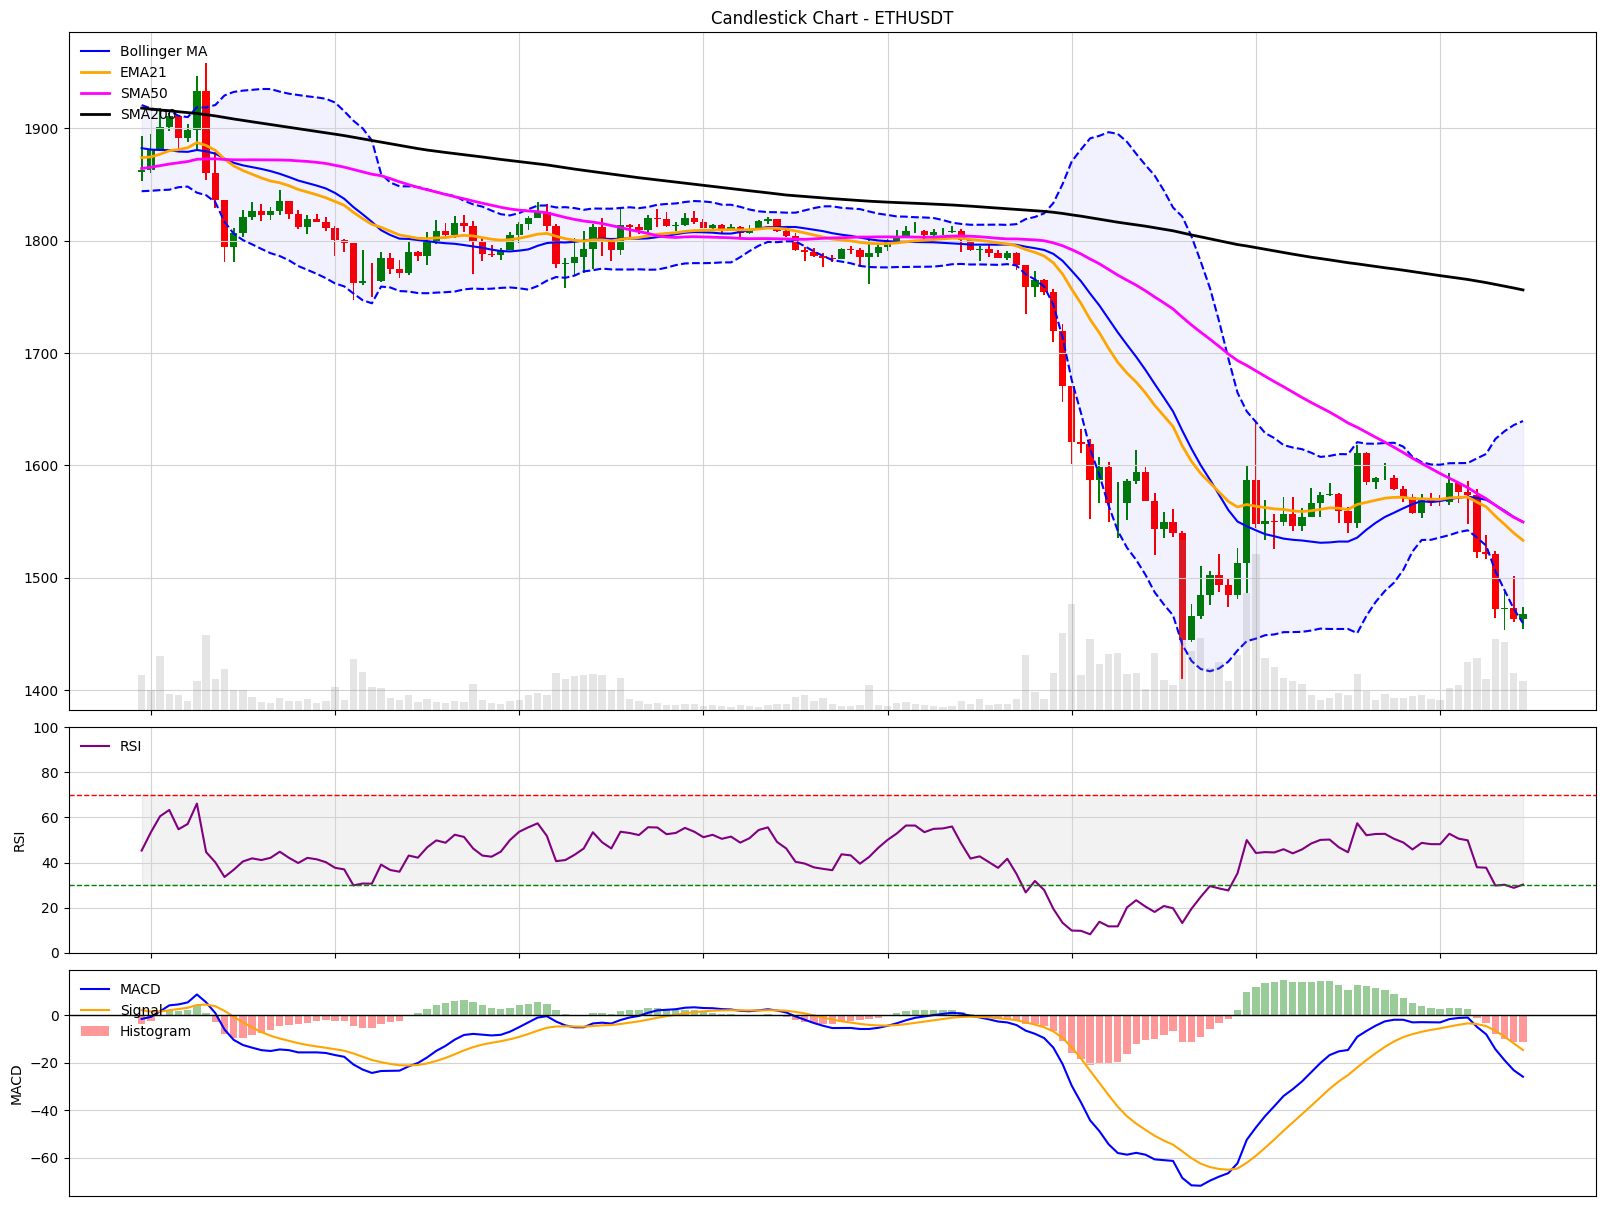 Candlestick Chart - ETHUSDT
Bollinger MA
EMA21
SMA50
SMA200
1900
1800
1700
1600
1500
1400
100
80
60
40
20
0
RSI
RSI
0
−20
−40
−60
MACD
MACD
Signal
Histogram